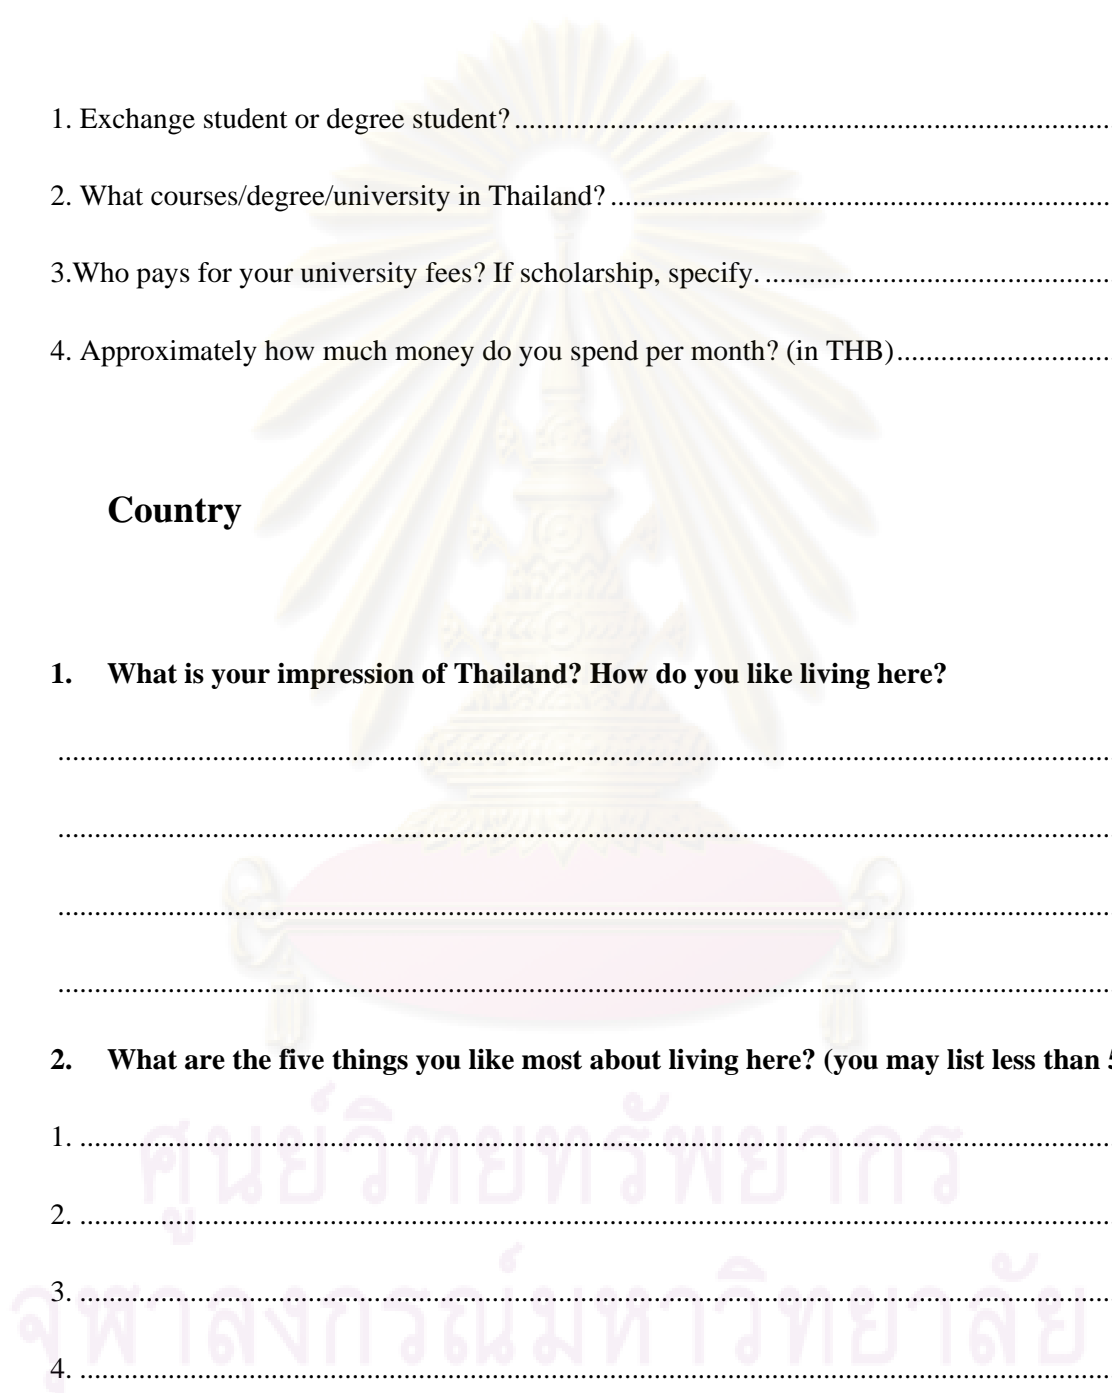 1. Exchange student or degree student? ................................................................................
2. What courses/degree/university in Thailand? ...................................................................
3.Who pays for your university fees? If scholarship, specify. ..............................................
4. Approximately how much money do you spend per month? (in THB)............................
Country
1. What is your impression of Thailand? How do you like living here?
................................................................................................................................................
................................................................................................................................................
................................................................................................................................................
................................................................................................................................................
2. What are the five things you like most about living here? (you may list less than 5
1. ............................................................................................................................................
ศูนย์วิทยทรัพยากร
2. ............................................................................................................................................
3. ............................................................................................................................................
จุฬาลงกรณ์มหาวิทยาลัย
4. ............................................................................................................................................